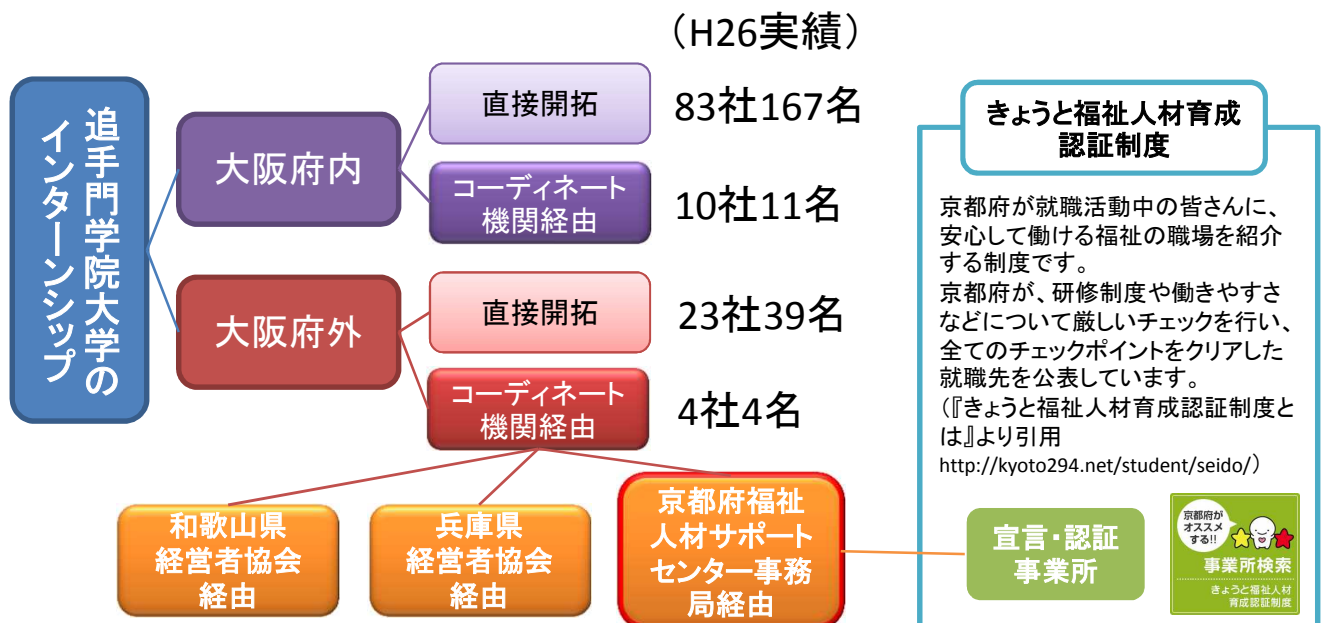 （H26実績）
追手門学院大学の
インターンシップ
大阪府内
直接開拓
83社167名
コーディネート
機関経由
10社11名
大阪府外
直接開拓
23社39名
コーディネート
機関経由
4社4名
和歌山県
経営者協会
経由
兵庫県
経営者協会
経由
京都府福祉
人材サポート
センター事務
局経由
きょうと福祉人材育成
認証制度
京都府が就職活動中の皆さんに、
安心して働ける福祉の職場を紹介
する制度です。
京都府が、研修制度や働きやすさ
などについて厳しいチェックを行い、
全てのチェックポイントをクリアした
就職先を公表しています。
（『きょうと福祉人材育成認証制度と
は』より引用
http://kyoto294.net/student/seido/）
宣言・認証
事業所
京都府が
オススメ
する!!
事業所検索
きょうと福祉人材
育成認証制度